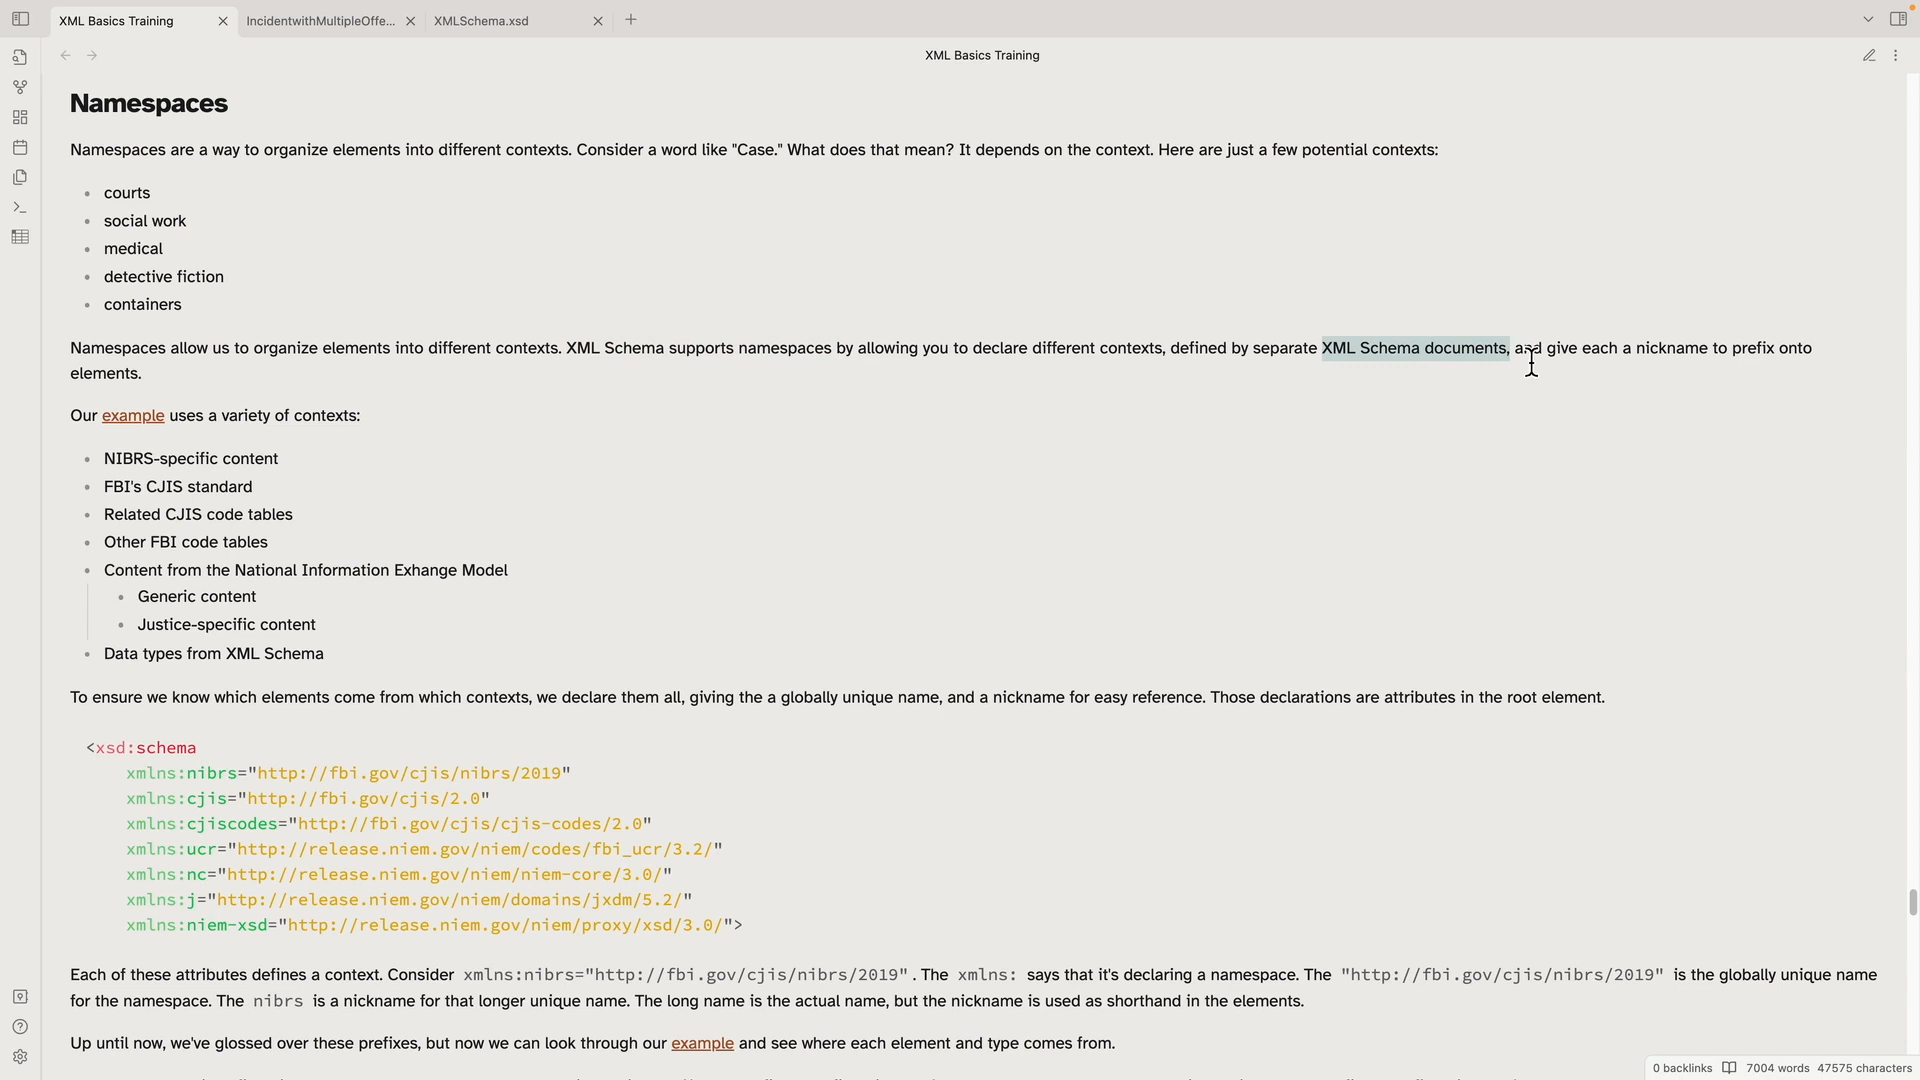 XML Basics Training
IncidentwithMultipleOffe...
XMLSchema.xsd
XML Basics Training
Namespaces
Namespaces are a way to organize elements into different contexts. Consider a word like "Case." What does that mean? It depends on the context. Here are just a few potential contexts:
courts
social work
medical
detective fiction
containers
Namespaces allow us to organize elements into different contexts. XML Schema supports namespaces by allowing you to declare different contexts, defined by separate XML Schema documents, and give each a nickname to prefix onto
elements.
Our example uses a variety of contexts:
NIBRS-specific content
FBI's CJIS standard
Related CJIS code tables
Other FBI code tables
Content from the National Information Exhange Model
Generic content
Justice-specific content
Data types from XML Schema
To ensure we know which elements come from which contexts, we declare them all, giving the a globally unique name, and a nickname for easy reference. Those declarations are attributes in the root element.
<xsd:schema
xmlns:nibrs="http://fbi.gov/cjis/nibrs/2019"
xmlns:cjis="http://fbi.gov/cjis/2.0"
xmlns:cjiscodes="http://fbi.gov/cjis/cjis-codes/2.0"
xmlns:ucr="http://release.niem.gov/niem/codes/fbi_ucr/3.2/"
xmlns:nc="http://release.niem.gov/niem/niem-core/3.0/"
xmlns:j="http://release.niem.gov/niem/domains/jxdm/5.2/"
xmlns:niem-xsd="http://release.niem.gov/niem/proxy/xsd/3.0/">
Each of these attributes defines a context. Consider xmlns:nibrs="http://fbi.gov/cjis/nibrs/2019". The xmlns: says that it's declaring a namespace. The "http://fbi.gov/cjis/nibrs/2019" is the globally unique name
for the namespace. The nibrs is a nickname for that longer unique name. The long name is the actual name, but the nickname is used as shorthand in the elements.
Up until now, we've glossed over these prefixes, but now we can look through our example and see where each element and type comes from.
0 backlinks 7004 words 47575 characters